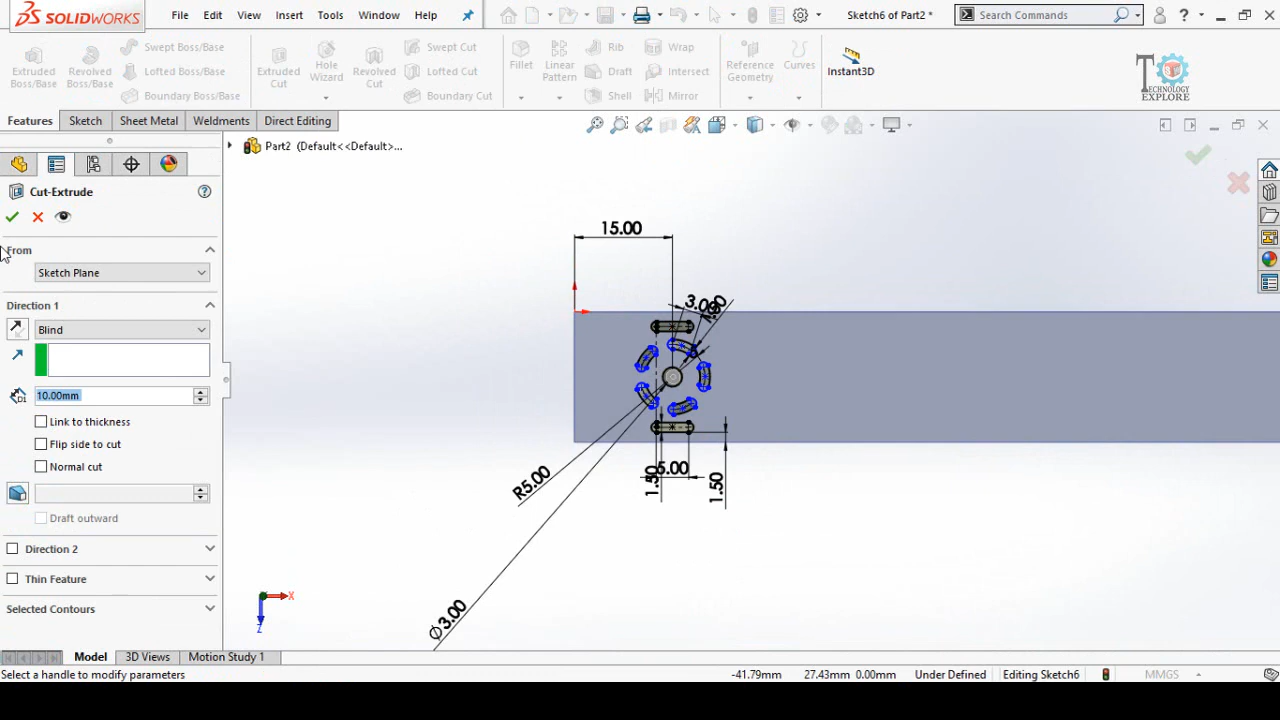 SOLIDWORKS
File Edit View Insert Tools Window Help
Sketch6 of Part2 *
Search Commands
Extruded Boss/Base
Revolved Boss/Base
Swept Boss/Base
Lofted Boss/Base
Boundary Boss/Base
Extruded Cut
Hole Wizard
Revolved Cut
Swept Cut
Lofted Cut
Boundary Cut
Fillet
Linear Pattern
Rib
Draft
Shell
Wrap
Intersect
Mirror
Reference Geometry
Curves
Instant3D
TECHNOLOGY
EXPLORE
Features Sketch Sheet Metal Weldments Direct Editing
Part2 (Default<<Default>...
Cut-Extrude
From
Sketch Plane
Direction 1
Blind
D1
10.00mm
Link to thickness
Flip side to cut
Normal cut
Draft outward
Direction 2
Thin Feature
Selected Contours
15.00
R5.00
1.50
5.00
1.50
∅3.00
X
Z
Model 3D Views Motion Study 1
Select a handle to modify parameters
-41.79mm 27.43mm 0.00mm Under Defined Editing Sketch6 MMGS